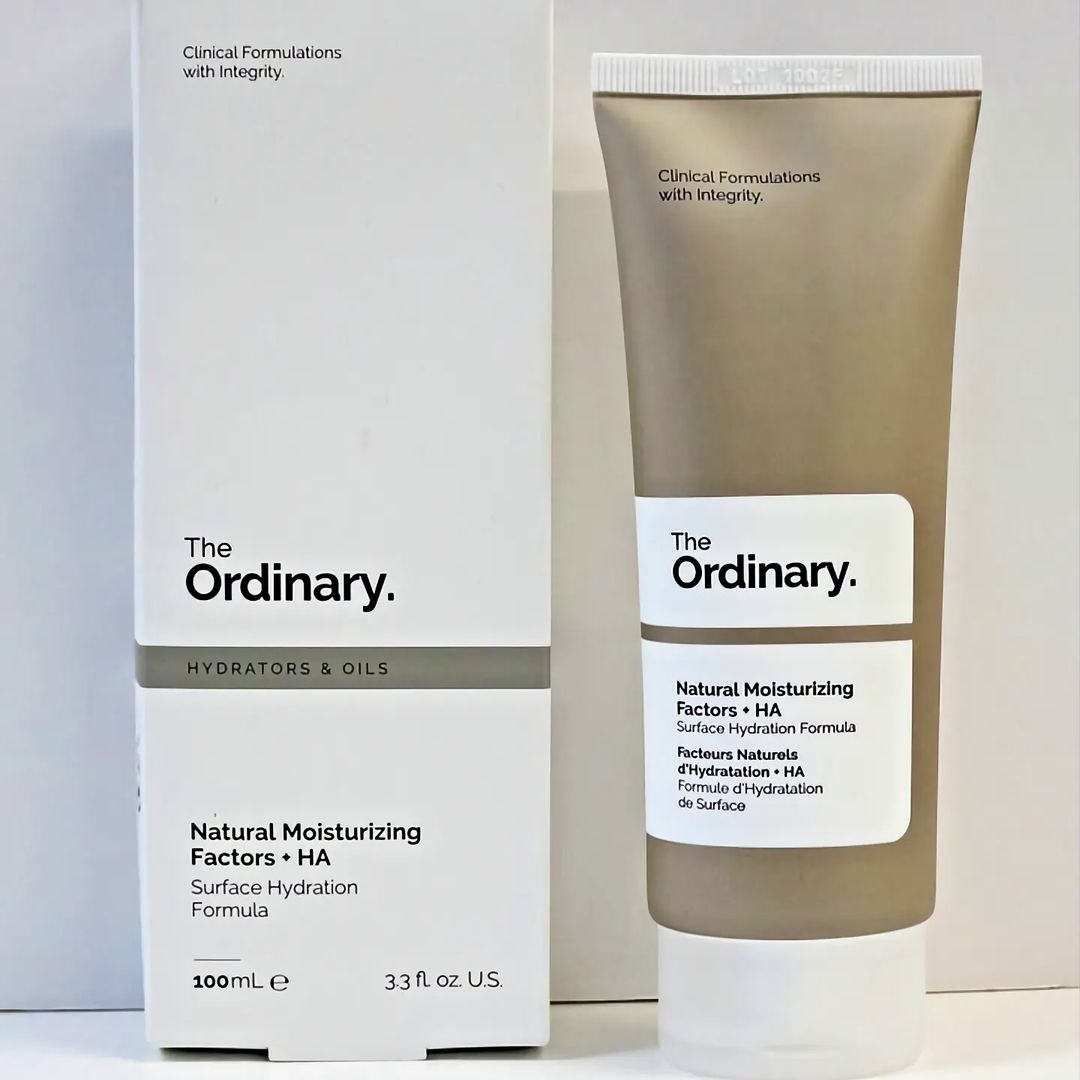 Clinical Formulations
with Integrity.
The
Ordinary.
HYDRATORS & OILS
Natural Moisturizing
Factors + HA
Surface Hydration
Formula
100mL ℮
3.3 fl. oz. U.S.
Clinical Formulations
with Integrity.
The
Ordinary.
Natural Moisturizing
Factors + HA
Surface Hydration Formula
Facteurs Naturels
d'Hydratation + HA
Formule d'Hydratation
de Surface